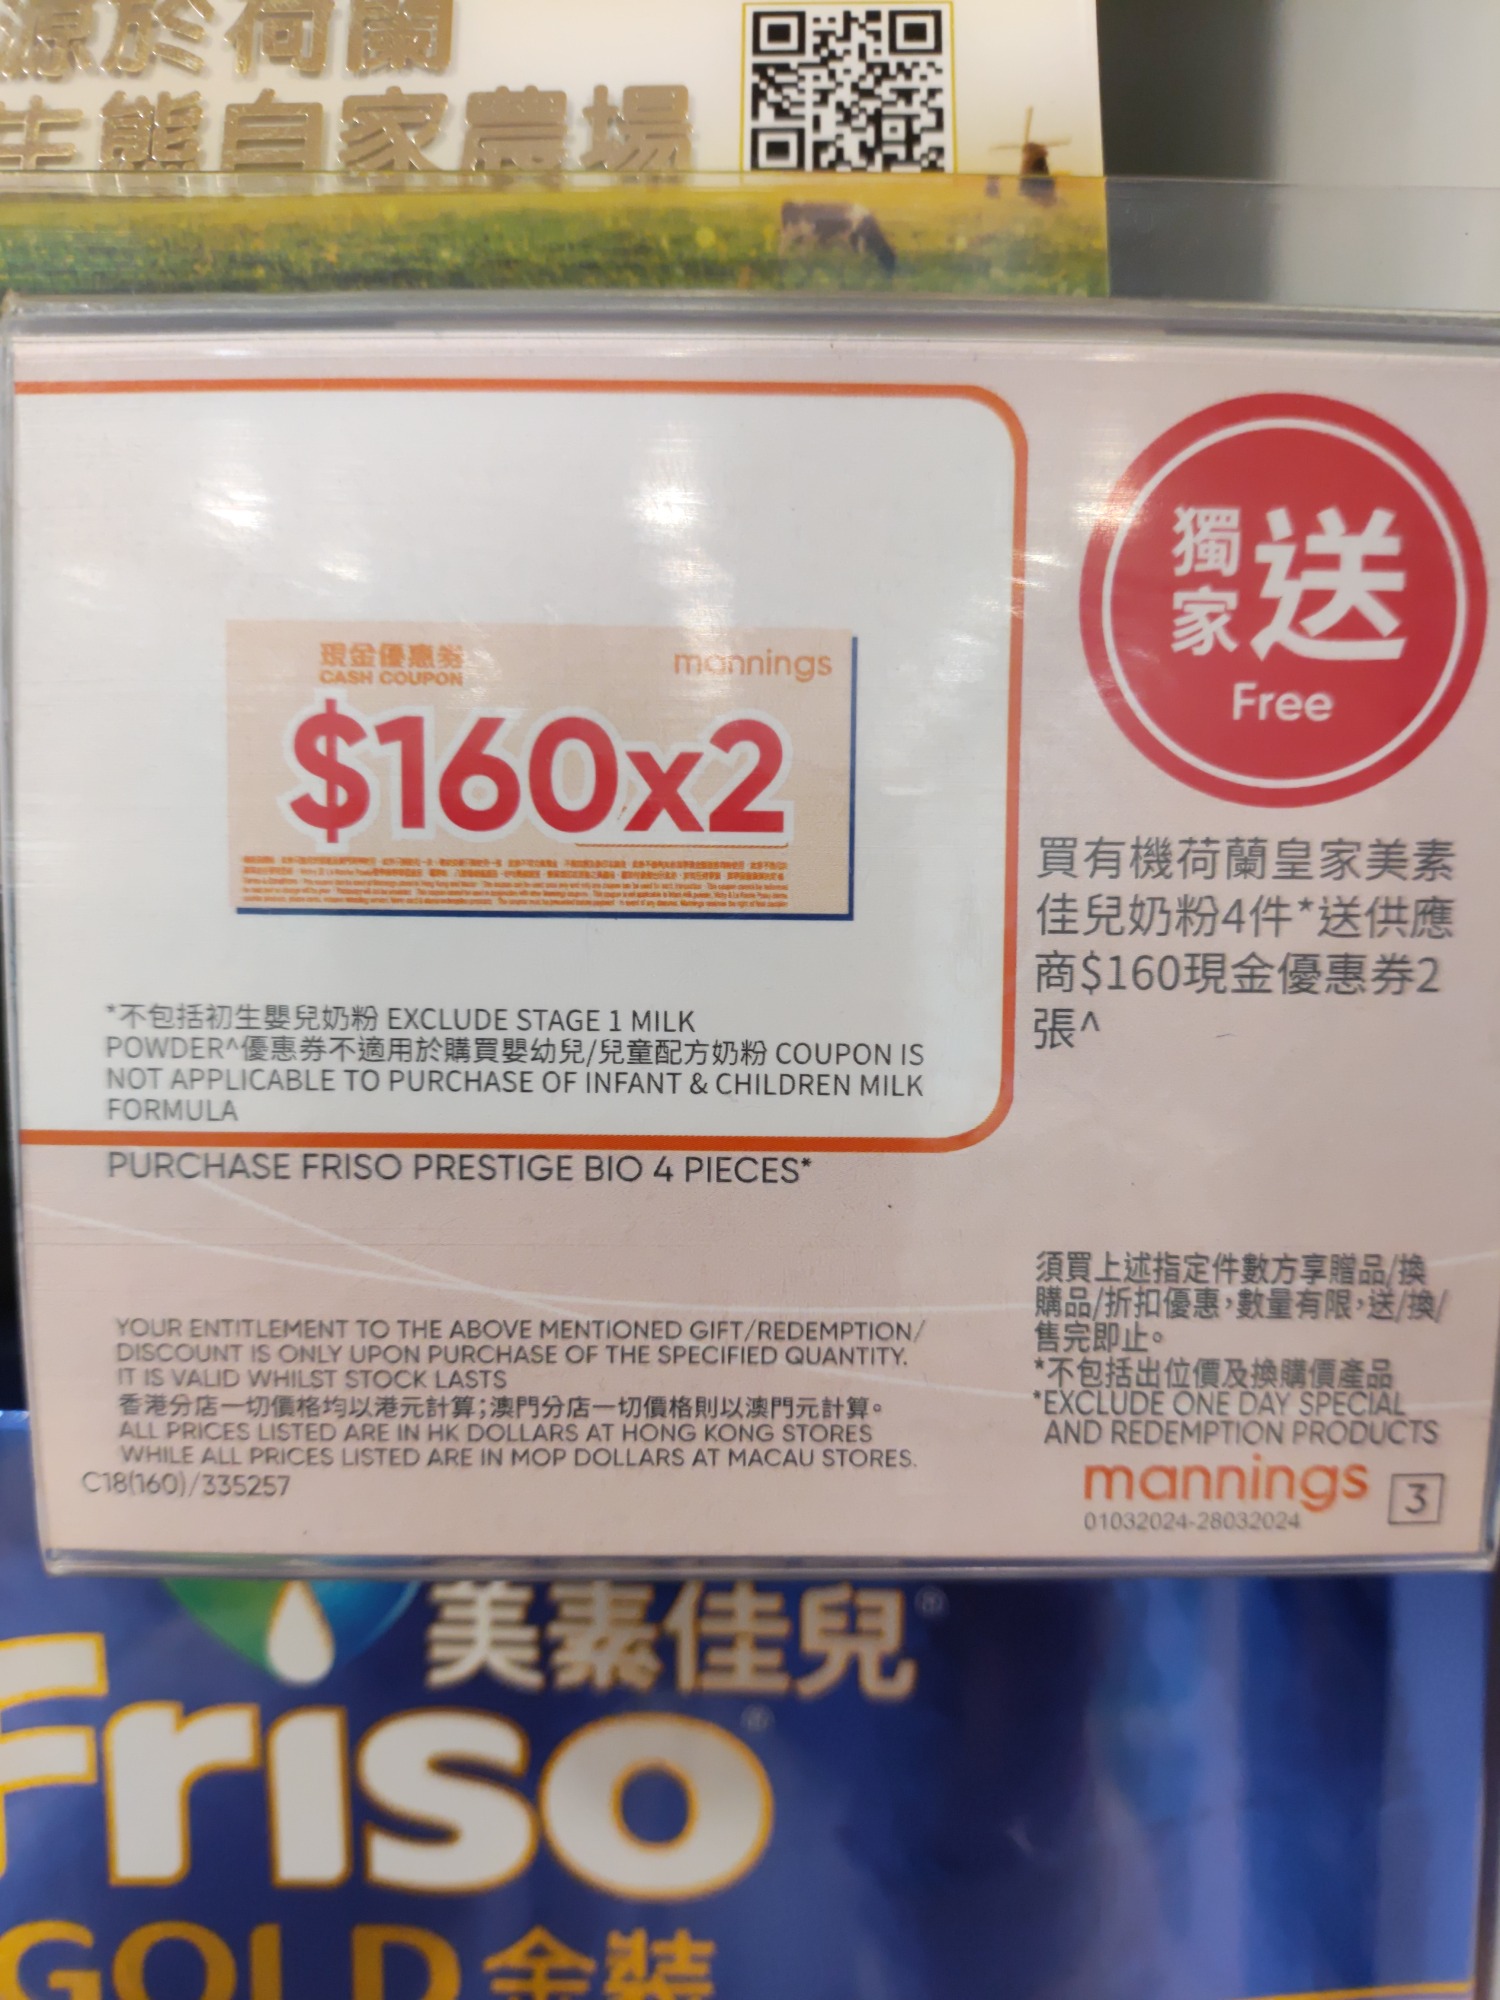 源於荷蘭
牛熊自家農場
現金優惠券
CASH COUPON
mannings
$160x2
*不包括初生嬰兒奶粉 EXCLUDE STAGE 1 MILK
POWDER^優惠券不適用於購買嬰幼兒/兒童配方奶粉 COUPON IS
NOT APPLICABLE TO PURCHASE OF INFANT & CHILDREN MILK
FORMULA
PURCHASE FRISO PRESTIGE BIO 4 PIECES*
YOUR ENTITLEMENT TO THE ABOVE MENTIONED GIFT/REDEMPTION/
DISCOUNT IS ONLY UPON PURCHASE OF THE SPECIFIED QUANTITY.
IT IS VALID WHILST STOCK LASTS
香港分店一切價格均以港元計算;澳門分店一切價格則以澳門元計算。
ALL PRICES LISTED ARE IN HK DOLLARS AT HONG KONG STORES
WHILE ALL PRICES LISTED ARE IN MOP DOLLARS AT MACAU STORES.
C18(160)/335257
獨家
送
Free
買有機荷蘭皇家美素
佳兒奶粉4件*送供應
商$160現金優惠券2
張^
須買上述指定件數方享贈品/換
購品/折扣優惠,數量有限,送/換/
售完即止。
*不包括出位價及換購價產品
*EXCLUDE ONE DAY SPECIAL
AND REDEMPTION PRODUCTS
mannings
3
01032024-28032024
美素佳兒®
Friso®
GOLD 金裝